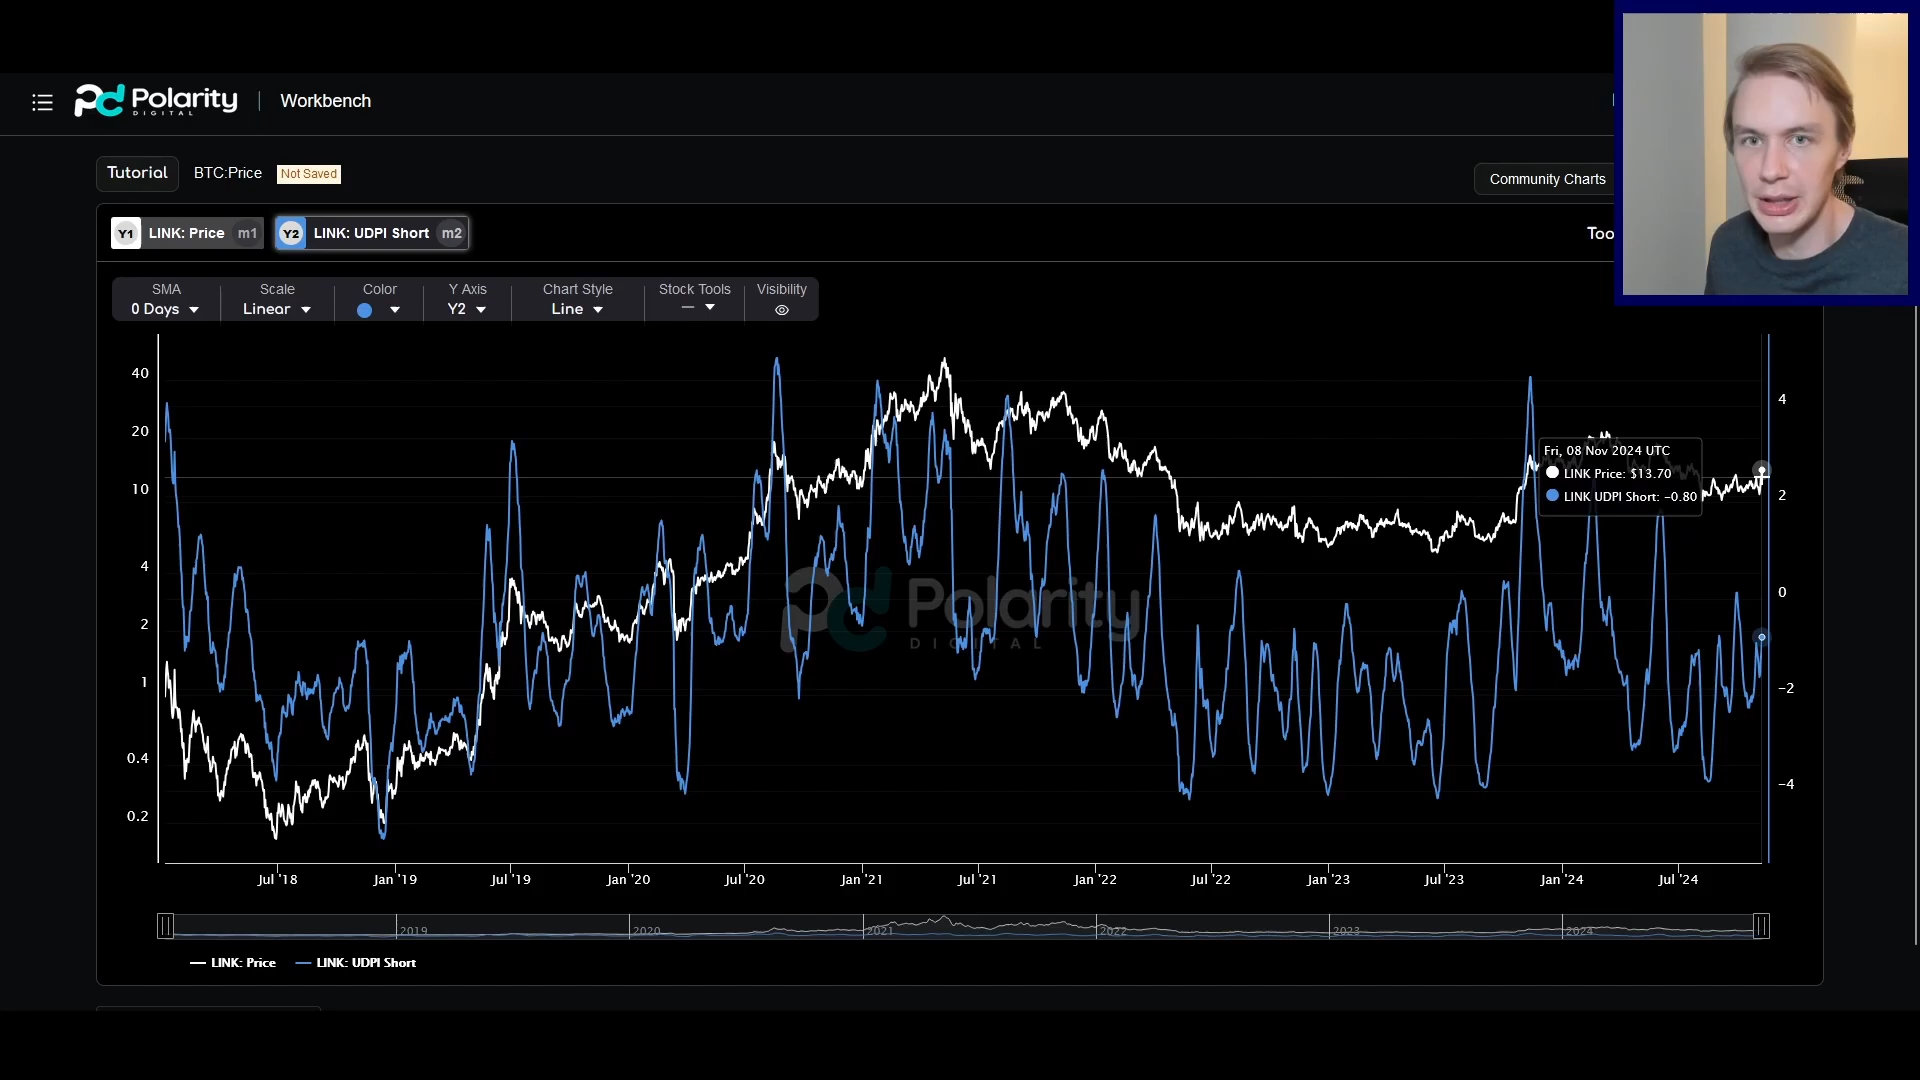 Polarity
DIGITAL
Workbench
Tutorial
BTC:Price
Not Saved
Community Charts
Y1 LINK: Price m1
Y2 LINK: UDPI Short m2
SMA
0 Days
Scale
Linear
Color
Y Axis
Y2
Chart Style
Line
Stock Tools
Visibility
40
20
10
4
2
1
0.4
0.2
4
2
0
−2
−4
Fri, 08 Nov 2024 UTC
LINK Price: $13.70
LINK UDPI Short: −0.80
Polarity
DIGITAL
Jul '18
Jan '19
Jul '19
Jan '20
Jul '20
Jan '21
Jul '21
Jan '22
Jul '22
Jan '23
Jul '23
Jan '24
Jul '24
2019
2020
2021
2022
2023
2024
LINK: Price
LINK: UDPI Short